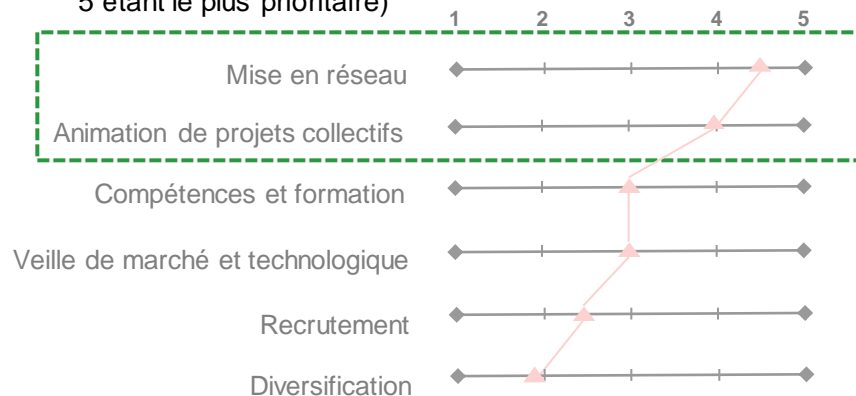 5 étant le plus prioritaire)
1 2 3 4 5
Mise en réseau
Animation de projets collectifs
Compétences et formation
Veille de marché et technologique
Recrutement
Diversification